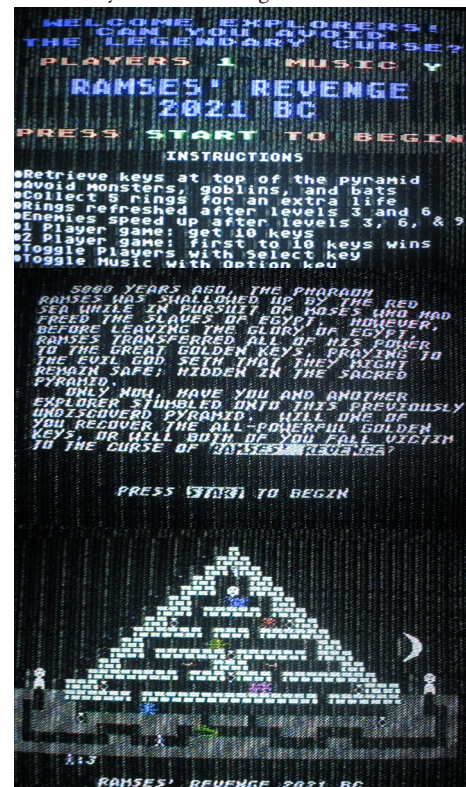 WELCOME EXPLORERS!
CAN YOU AVOID
THE LEGENDARY CURSE?
PLAYERS 1 MUSIC Y
RAMSES' REVENGE
2021 BC
PRESS START TO BEGIN
INSTRUCTIONS
•Retrieve keys at top of the pyramid
•Avoid monsters, goblins, and bats
•Collect 5 rings for an extra life
•Rings refreshed after levels 3 and 6
•Enemies speed up after levels 3, 6, & 9
•1 Player game: get 10 keys
•2 Player game: first to 10 keys wins
•Toggle Players with Select key
•Toggle Music with Option key
5000 YEARS AGO, THE PHARAOH
RAMSES WAS SWALLOWED UP BY THE RED
SEA WHILE IN PURSUIT OF MOSES WHO HAD
FREED THE SLAVES OF EGYPT. HOWEVER,
BEFORE LEAVING THE GLORY OF EGYPT,
RAMSES TRANSFERRED ALL OF HIS POWER
TO THE GREAT GOLDEN KEYS, PRAYING TO
THE EVIL GOD SETH THAT THEY MIGHT
REMAIN SAFE; HIDDEN IN THE SACRED
PYRAMID.
ONLY NOW HAVE YOU AND ANOTHER
EXPLORER STUMBLED ONTO THIS PREVIOUSLY
UNDISCOVERD PYRAMID. WILL ONE OF
YOU RECOVER THE ALL-POWERFUL GOLDEN
KEYS, OR WILL BOTH OF YOU FALL VICTIM
TO THE CURSE OF RAMSES' REVENGE?
PRESS START TO BEGIN
:3
RAMSES' REVENGE 2021 BC